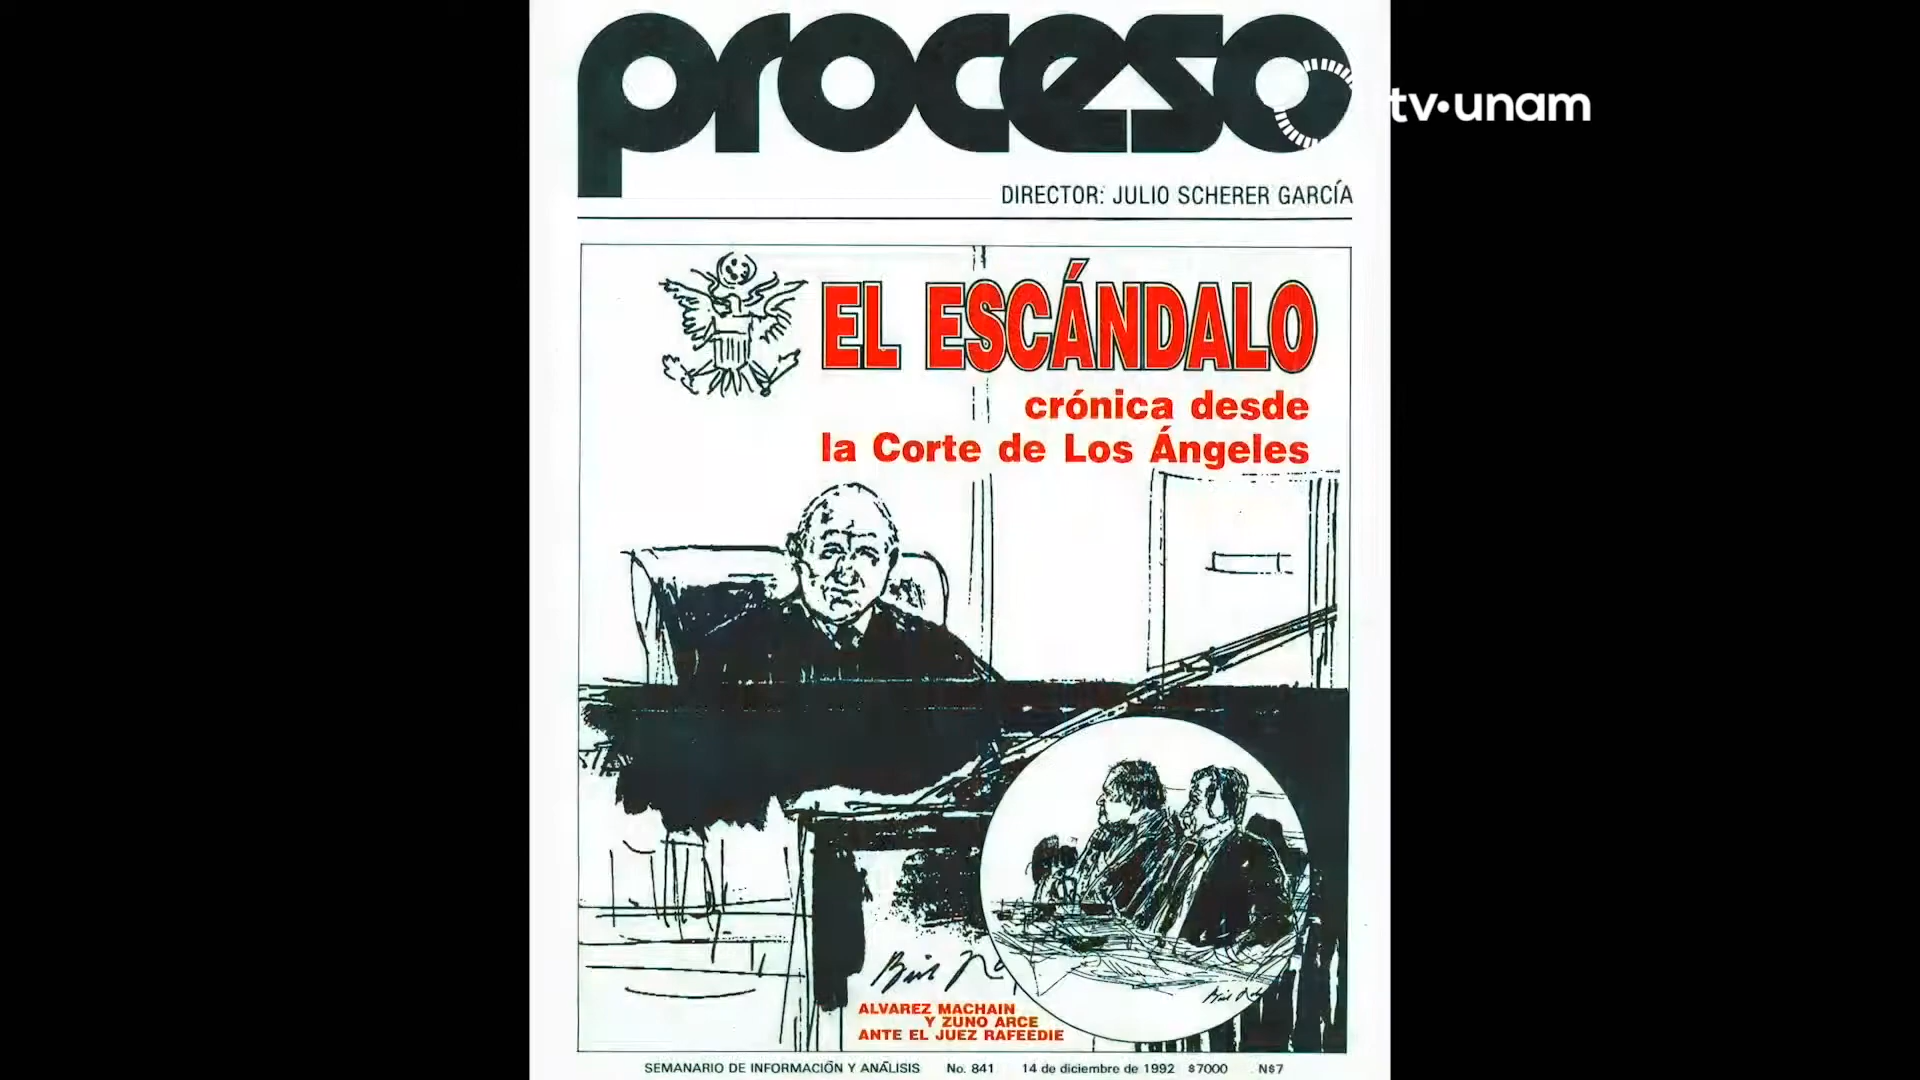 proceso
tv·unam
DIRECTOR: JULIO SCHERER GARCÍA
EL ESCÁNDALO
crónica desde
la Corte de Los Ángeles
ALVAREZ MACHAIN
Y ZUNO ARCE
ANTE EL JUEZ RAFEEDIE
SEMANARIO DE INFORMACIÓN Y ANÁLISIS No. 841 14 de diciembre de 1992 $7000 N$7